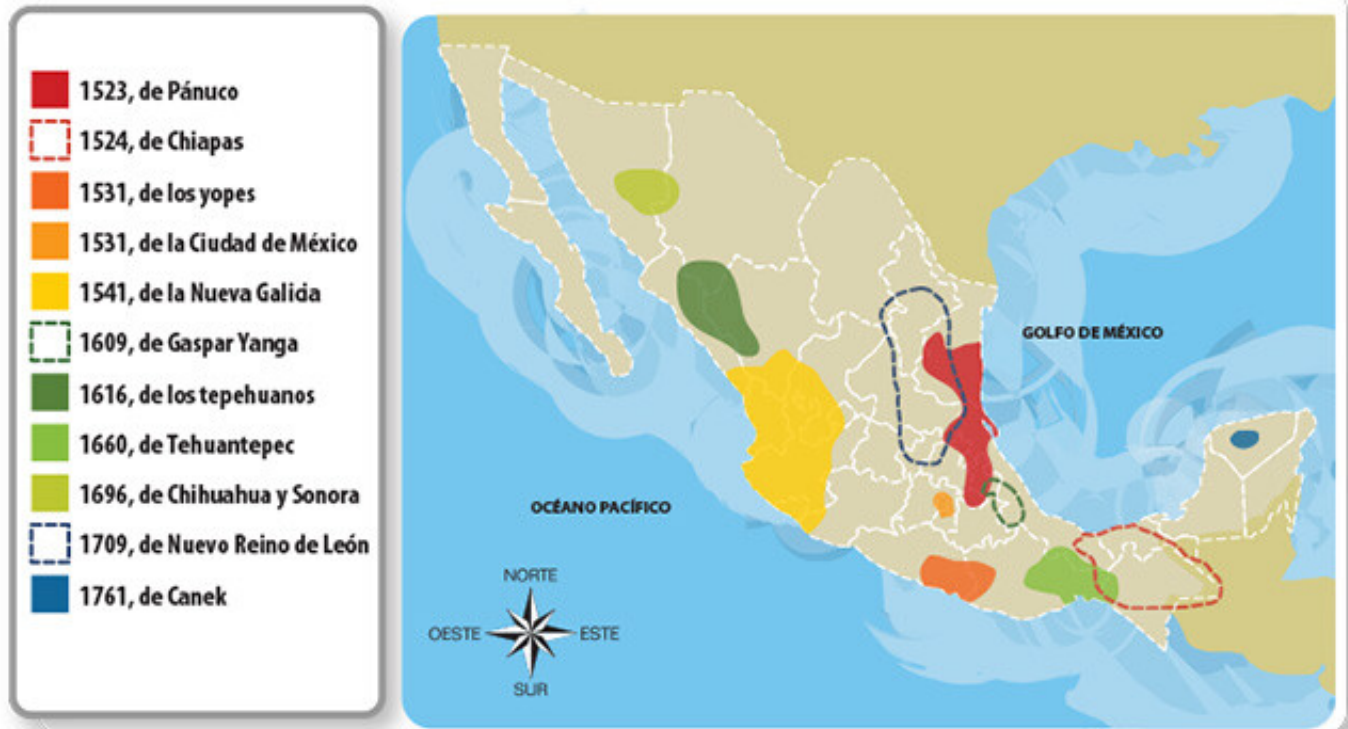 1523, de Pánuco
1524, de Chiapas
1531, de los yopes
1531, de la Ciudad de México
1541, de la Nueva Galicia
1609, de Gaspar Yanga
1616, de los tepehuanos
1660, de Tehuantepec
1696, de Chihuahua y Sonora
1709, de Nuevo Reino de León
1761, de Canek
GOLFO DE MÉXICO
OCÉANO PACÍFICO
NORTE
OESTE
ESTE
SUR